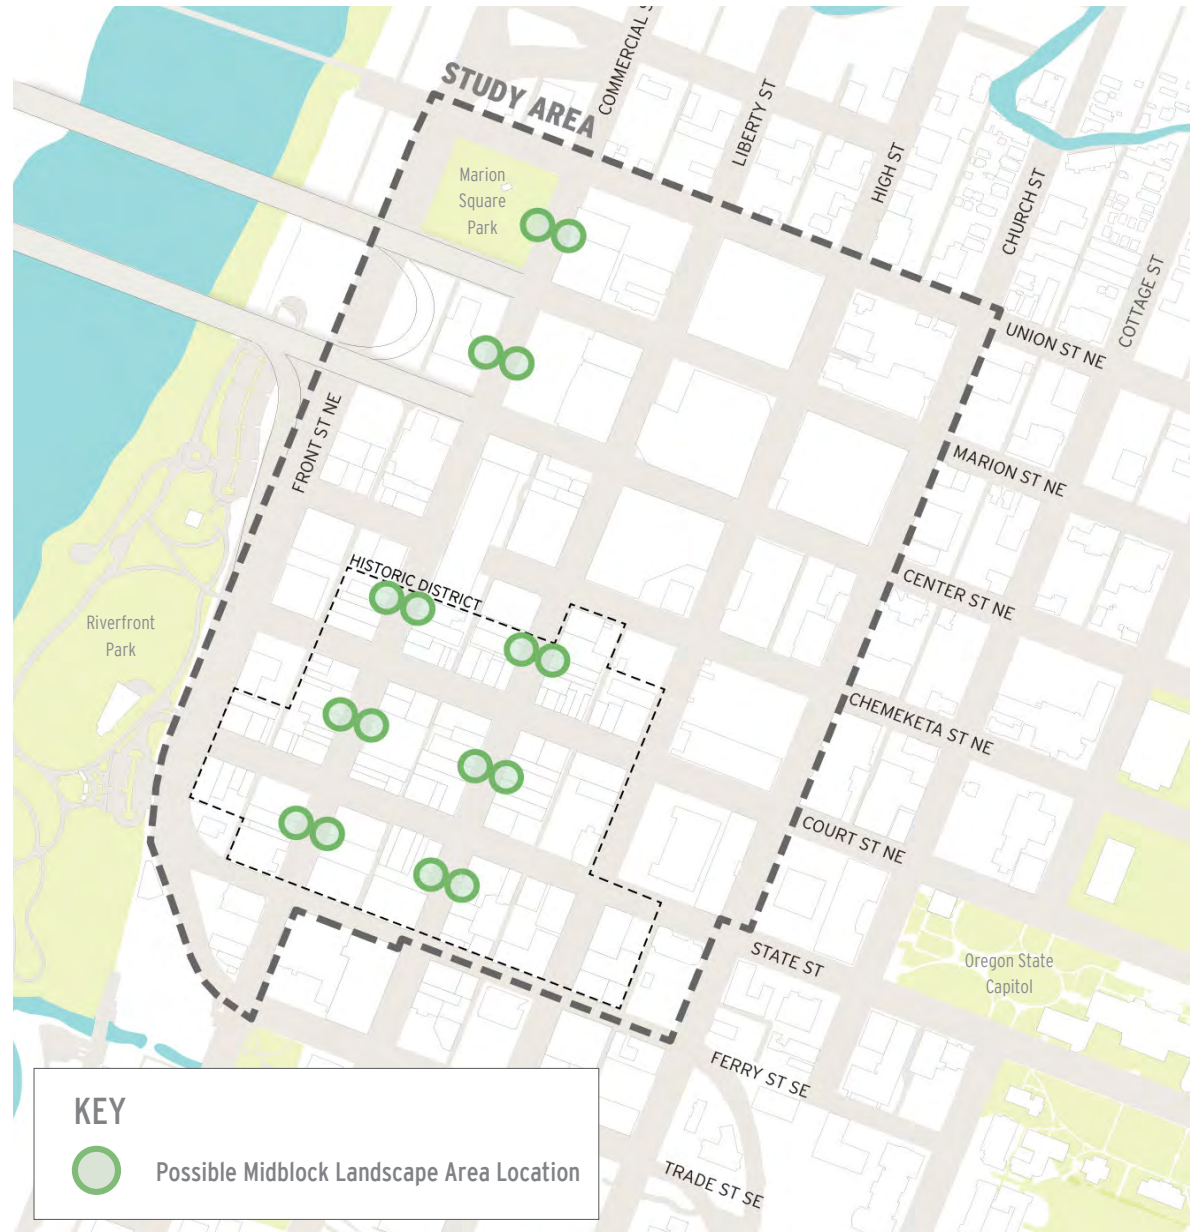 STUDY AREA
COMMERCIAL S
LIBERTY ST
HIGH ST
CHURCH ST
COTTAGE ST
Marion
Square
Park
UNION ST NE
FRONT ST NE
MARION ST NE
HISTORIC DISTRICT
CENTER ST NE
Riverfront
Park
CHEMEKETA ST NE
COURT ST NE
STATE ST
Oregon State
Capitol
FERRY ST SE
TRADE ST SE
KEY
Possible Midblock Landscape Area Location